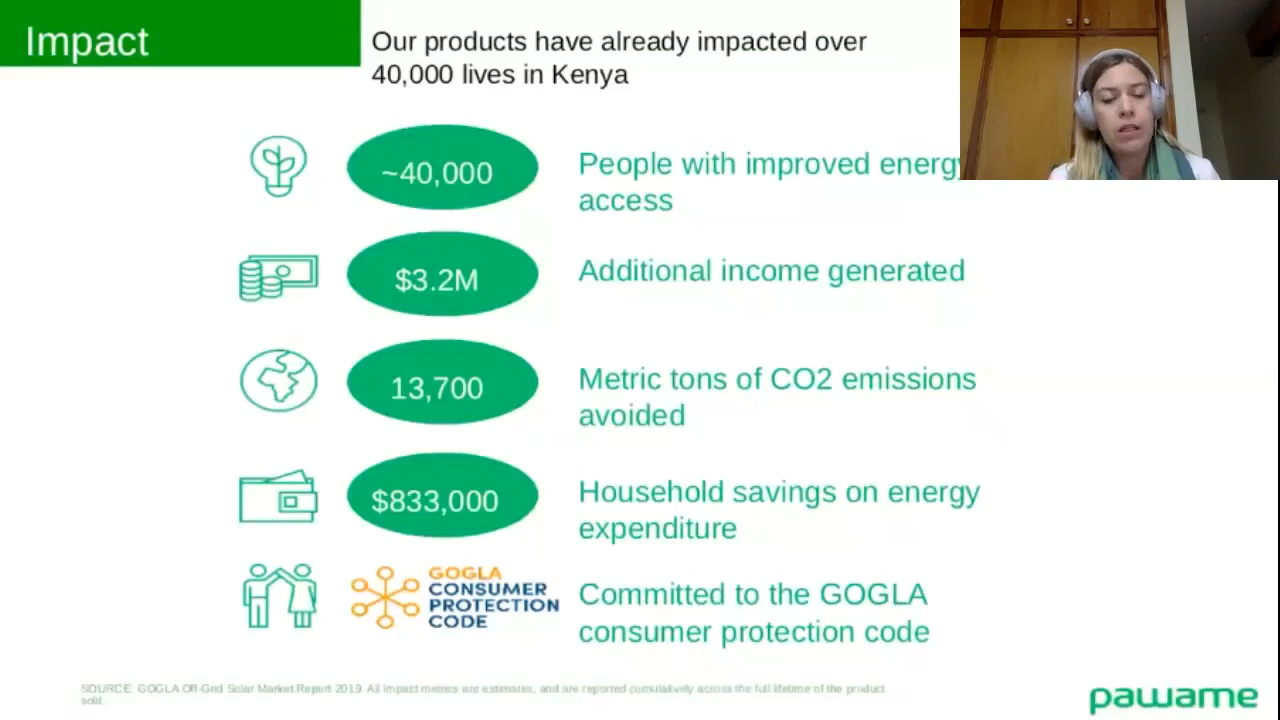 Impact
Our products have already impacted over
40,000 lives in Kenya
~40,000
People with improved energy
access
$3.2M
Additional income generated
13,700
Metric tons of CO2 emissions
avoided
$833,000
Household savings on energy
expenditure
GOGLA
CONSUMER
PROTECTION
CODE
Committed to the GOGLA
consumer protection code
SOURCE: GOGLA Off-Grid Solar Market Report 2019. All impact metrics are estimates, and are reported cumulatively across the full lifetime of the product
sold.
pawame